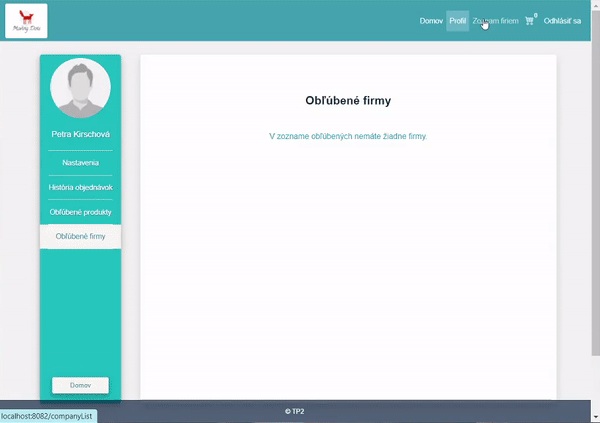 Domov
Profil
Zoznam firiem
0
Odhlásiť sa
Petra Kirschová
Nastavenia
História objednávok
Obľúbené produkty
Obľúbené firmy
Domov
Obľúbené firmy
V zozname obľúbených nemáte žiadne firmy.
© TP2
localhost:8082/companyList